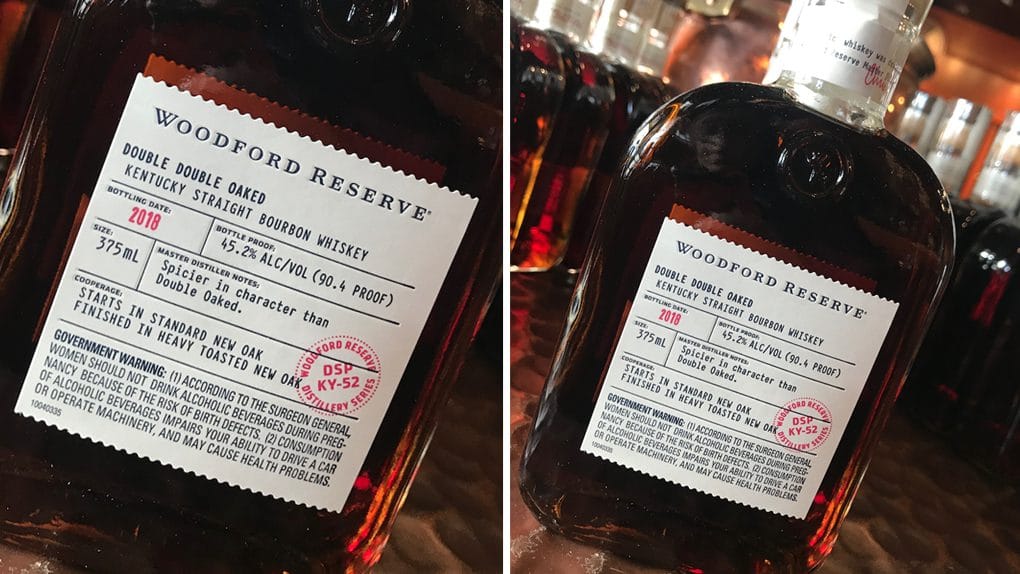 WOODFORD RESERVE®
DOUBLE DOUBLE OAKED
KENTUCKY STRAIGHT BOURBON WHISKEY
BOTTLING DATE:
2018
BOTTLE PROOF:
45.2% ALC/VOL (90.4 PROOF)
SIZE:
375mL
MASTER DISTILLER NOTES:
Spicier in character than
Double Oaked.
COOPERAGE:
STARTS IN STANDARD NEW OAK
FINISHED IN HEAVY TOASTED NEW OAK
WOODFORD RESERVE
DSP
KY-52
DISTILLERY SERIES
GOVERNMENT WARNING: (1) ACCORDING TO THE SURGEON GENERAL,
WOMEN SHOULD NOT DRINK ALCOHOLIC BEVERAGES DURING PREG-
NANCY BECAUSE OF THE RISK OF BIRTH DEFECTS. (2) CONSUMPTION
OF ALCOHOLIC BEVERAGES IMPAIRS YOUR ABILITY TO DRIVE A CAR
OR OPERATE MACHINERY, AND MAY CAUSE HEALTH PROBLEMS.
10040335
whiskey was
Reserve
WOODFORD RESERVE®
DOUBLE DOUBLE OAKED
KENTUCKY STRAIGHT BOURBON WHISKEY
BOTTLING DATE:
2018
BOTTLE PROOF:
45.2% ALC/VOL (90.4 PROOF)
SIZE:
375mL
MASTER DISTILLER NOTES:
Spicier in character than
Double Oaked.
COOPERAGE:
STARTS IN STANDARD NEW OAK
FINISHED IN HEAVY TOASTED NEW OAK
WOODFORD RESERVE
DSP
KY-52
DISTILLERY SERIES
GOVERNMENT WARNING: (1) ACCORDING TO THE SURGEON GENERAL,
WOMEN SHOULD NOT DRINK ALCOHOLIC BEVERAGES DURING PREG-
NANCY BECAUSE OF THE RISK OF BIRTH DEFECTS. (2) CONSUMPTION
OF ALCOHOLIC BEVERAGES IMPAIRS YOUR ABILITY TO DRIVE A CAR
OR OPERATE MACHINERY, AND MAY CAUSE HEALTH PROBLEMS.
10040335